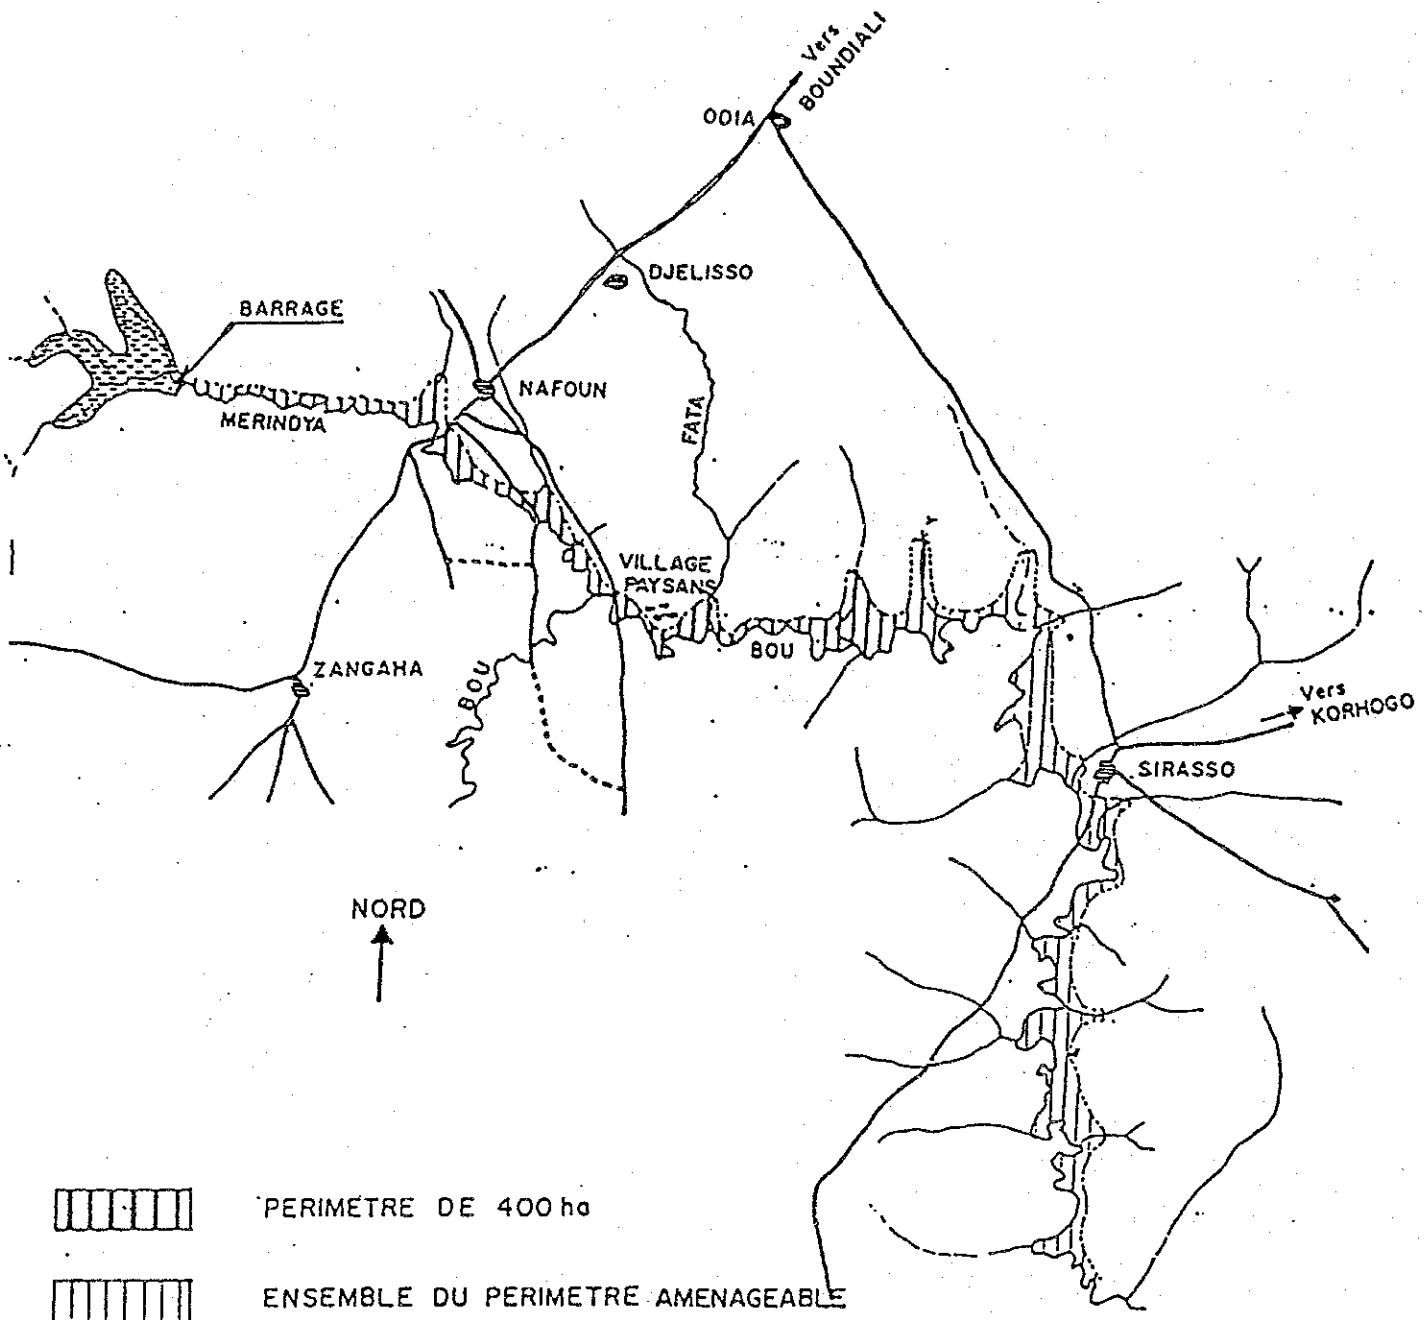 Vers
BOUNDIALI
ODIA
DJELISSO
BARRAGE
NAFOUN
MERINDYA
FATA
VILLAGE
PAYSANS
BOU
ZANGAHA
BOU
Vers
KORHOGO
SIRASSO
NORD
PERIMETRE DE 400 ha
ENSEMBLE DU PERIMETRE AMENAGEABLE